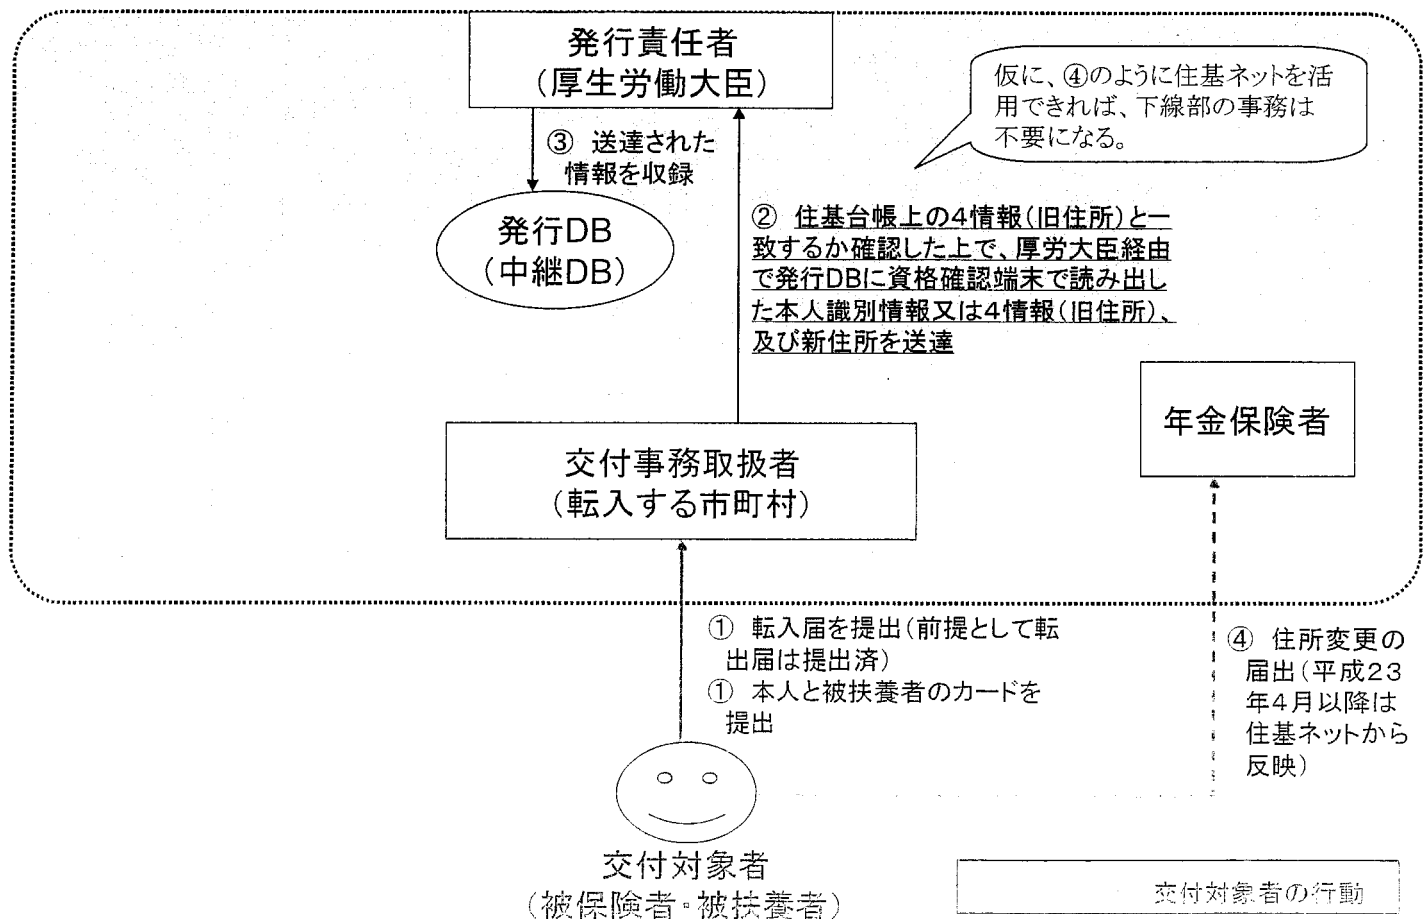 発行責任者
(厚生労働大臣)
仮に、④のように住基ネットを活
用できれば、下線部の事務は
不要になる。
③ 送達された
情報を収録
発行DB
(中継DB)
② 住基台帳上の4情報(旧住所)と一
致するか確認した上で、厚労大臣経由
で発行DBに資格確認端末で読み出し
た本人識別情報又は4情報(旧住所)、
及び新住所を送達
年金保険者
交付事務取扱者
(転入する市町村)
① 転入届を提出(前提として転
出届は提出済)
① 本人と被扶養者のカードを
提出
④ 住所変更の
届出(平成23
年4月以降は
住基ネットから
反映)
交付対象者
(被保険者・被扶養者)
交付対象者の行動